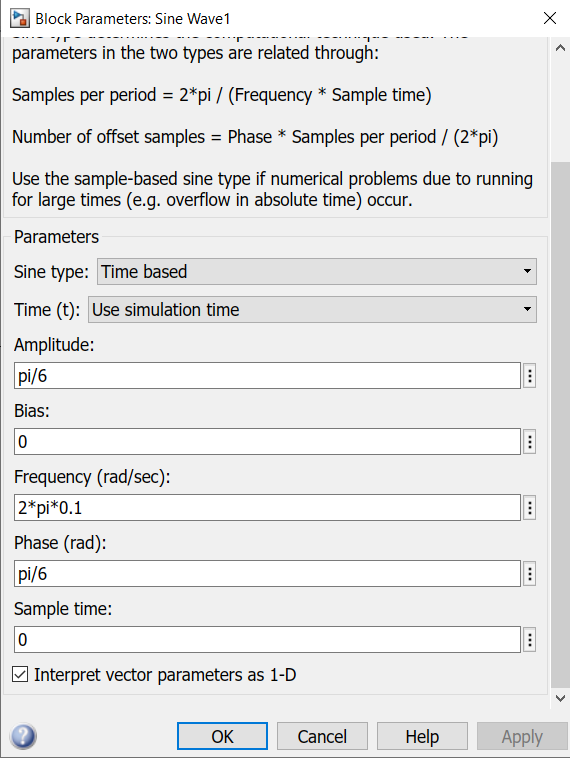 Block Parameters: Sine Wave1
parameters in the two types are related through:
Samples per period = 2*pi / (Frequency * Sample time)
Number of offset samples = Phase * Samples per period / (2*pi)
Use the sample-based sine type if numerical problems due to running
for large times (e.g. overflow in absolute time) occur.
Parameters
Sine type: Time based
Time (t): Use simulation time
Amplitude:
pi/6
Bias:
0
Frequency (rad/sec):
2*pi*0.1
Phase (rad):
pi/6
Sample time:
0
Interpret vector parameters as 1-D
OK Cancel Help Apply